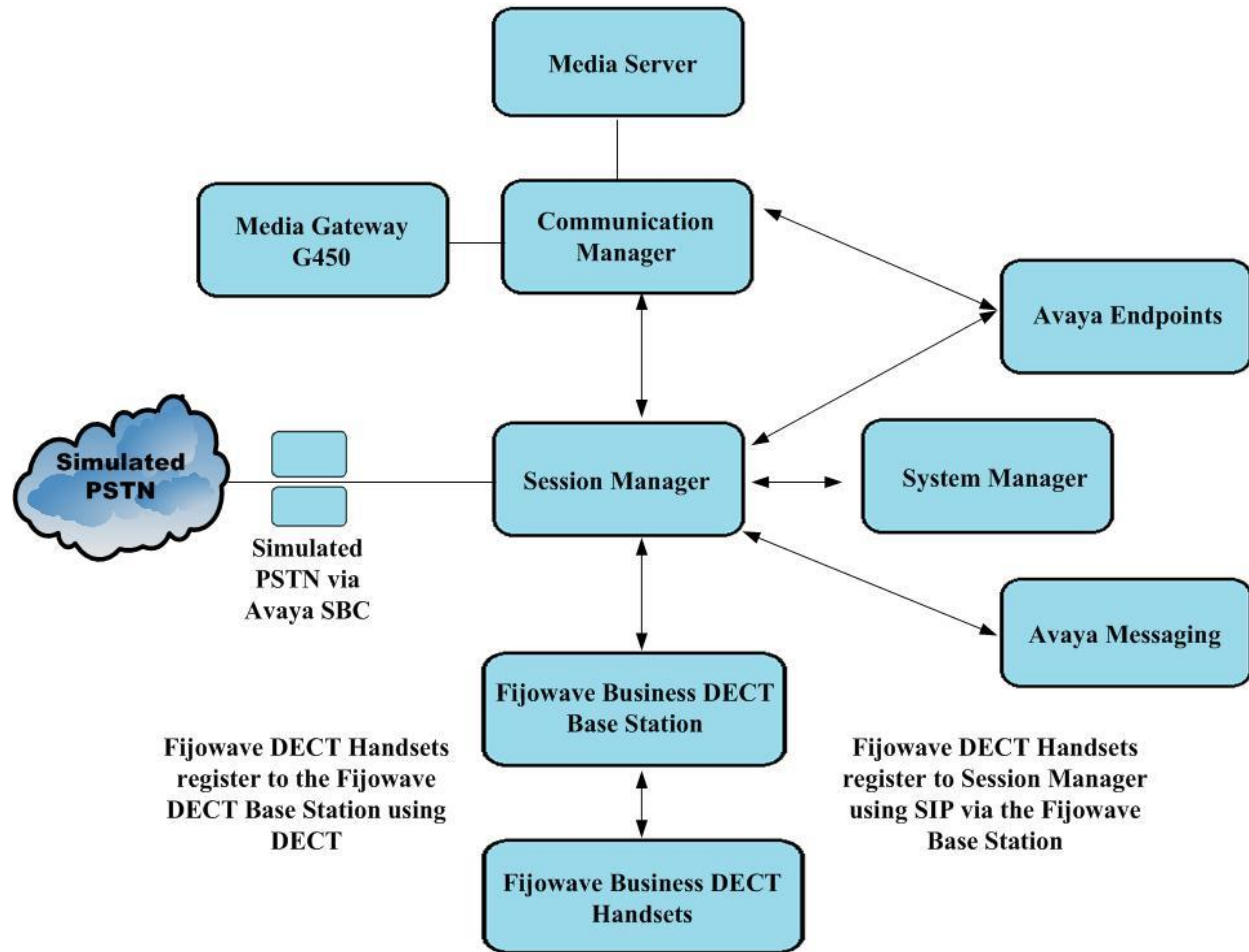 Media Server
Media Gateway
G450
Communication
Manager
Avaya Endpoints
Simulated
PSTN
Session Manager
System Manager
Simulated
PSTN via
Avaya SBC
Avaya Messaging
Fijowave Business DECT
Base Station
Fijowave DECT Handsets
register to the Fijowave
DECT Base Station using
DECT
Fijowave DECT Handsets
register to Session Manager
using SIP via the Fijowave
Base Station
Fijowave Business DECT
Handsets